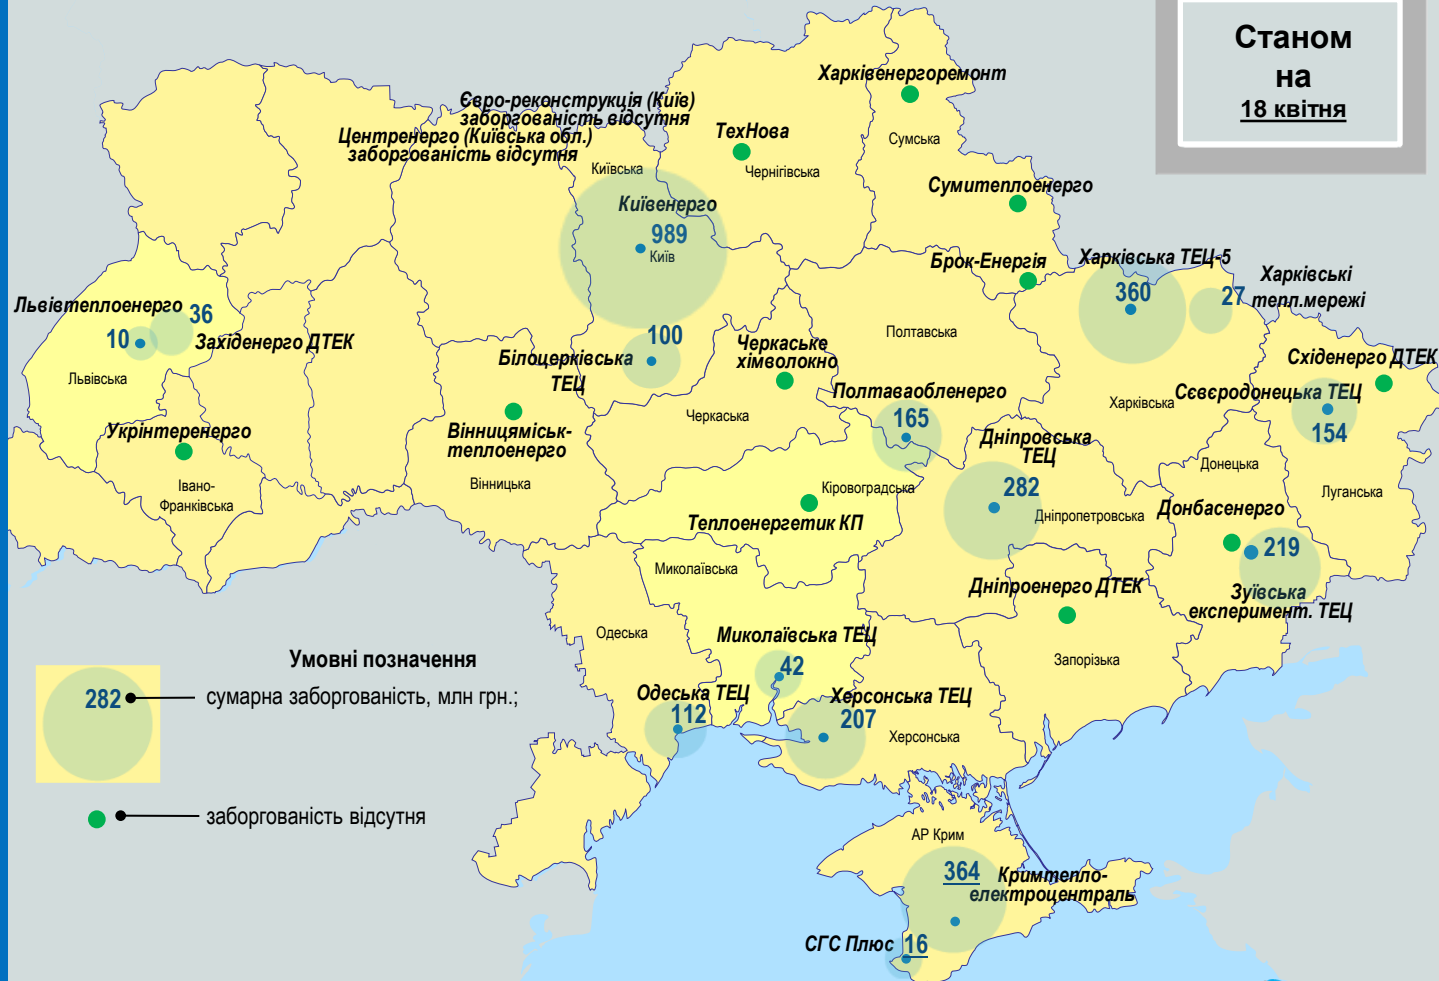 Станом
на
18 квітня
Харківенергоремонт
Євро-реконструкція (Київ)
заборгованість відсутня
Центренерго (Київська обл.)
заборгованість відсутня
ТехНова
Сумська
Київська
Чернігівська
Сумитеплоенерго
Київенерго
989
Київ
Брок-Енергія
Харківська ТЕЦ-5
360
27
Харківські
тепл.мережі
Львівтеплоенерго
36
10
Західенерго ДТЕК
Львівська
100
Білоцерківська
ТЕЦ
Черкаське
хімволокно
Полтавська
Східенерго ДТЕК
Сєвєродонецька ТЕЦ
154
Полтаваобленерго
165
Харківська
Черкаська
Укрінтеренерго
Вінницяміськ-
теплоенерго
Дніпровська
ТЕЦ
282
Івано-
Франківська
Вінницька
Кіровоградська
Донецька
Луганська
Теплоенергетик КП
Дніпропетровська
Донбасенерго
219
Зуївська
експеримент. ТЕЦ
Миколаївська
Дніпроенерго ДТЕК
Одеська
Миколаївська ТЕЦ
42
Запорізька
Одеська ТЕЦ
112
Херсонська ТЕЦ
207
Херсонська
Умовні позначення
282
сумарна заборгованість, млн грн.;
заборгованість відсутня
АР Крим
364
Кримтепло-
електроцентраль
СГС Плюс
16